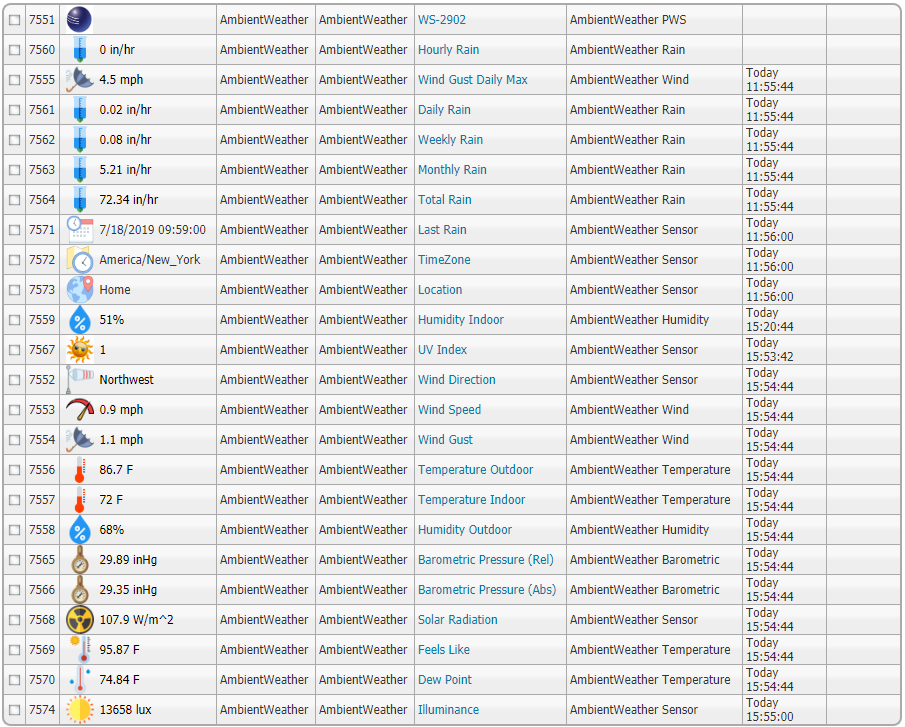 7551 AmbientWeather AmbientWeather WS-2902 AmbientWeather PWS
7560 0 in/hr AmbientWeather AmbientWeather Hourly Rain AmbientWeather Rain
7555 4.5 mph AmbientWeather AmbientWeather Wind Gust Daily Max AmbientWeather Wind Today 11:55:44
7561 0.02 in/hr AmbientWeather AmbientWeather Daily Rain AmbientWeather Rain Today 11:55:44
7562 0.08 in/hr AmbientWeather AmbientWeather Weekly Rain AmbientWeather Rain Today 11:55:44
7563 5.21 in/hr AmbientWeather AmbientWeather Monthly Rain AmbientWeather Rain Today 11:55:44
7564 72.34 in/hr AmbientWeather AmbientWeather Total Rain AmbientWeather Rain Today 11:55:44
7571 7/18/2019 09:59:00 AmbientWeather AmbientWeather Last Rain AmbientWeather Sensor Today 11:56:00
7572 America/New_York AmbientWeather AmbientWeather TimeZone AmbientWeather Sensor Today 11:56:00
7573 Home AmbientWeather AmbientWeather Location AmbientWeather Sensor Today 11:56:00
7559 51% AmbientWeather AmbientWeather Humidity Indoor AmbientWeather Humidity Today 15:20:44
7567 1 AmbientWeather AmbientWeather UV Index AmbientWeather Sensor Today 15:53:42
7552 Northwest AmbientWeather AmbientWeather Wind Direction AmbientWeather Sensor Today 15:54:44
7553 0.9 mph AmbientWeather AmbientWeather Wind Speed AmbientWeather Wind Today 15:54:44
7554 1.1 mph AmbientWeather AmbientWeather Wind Gust AmbientWeather Wind Today 15:54:44
7556 86.7 F AmbientWeather AmbientWeather Temperature Outdoor AmbientWeather Temperature Today 15:54:44
7557 72 F AmbientWeather AmbientWeather Temperature Indoor AmbientWeather Temperature Today 15:54:44
7558 68% AmbientWeather AmbientWeather Humidity Outdoor AmbientWeather Humidity Today 15:54:44
7565 29.89 inHg AmbientWeather AmbientWeather Barometric Pressure (Rel) AmbientWeather Barometric Today 15:54:44
7566 29.35 inHg AmbientWeather AmbientWeather Barometric Pressure (Abs) AmbientWeather Barometric Today 15:54:44
7568 107.9 W/m^2 AmbientWeather AmbientWeather Solar Radiation AmbientWeather Sensor Today 15:54:44
7569 95.87 F AmbientWeather AmbientWeather Feels Like AmbientWeather Temperature Today 15:54:44
7570 74.84 F AmbientWeather AmbientWeather Dew Point AmbientWeather Temperature Today 15:54:44
7574 13658 lux AmbientWeather AmbientWeather Illuminance AmbientWeather Sensor Today 15:55:00